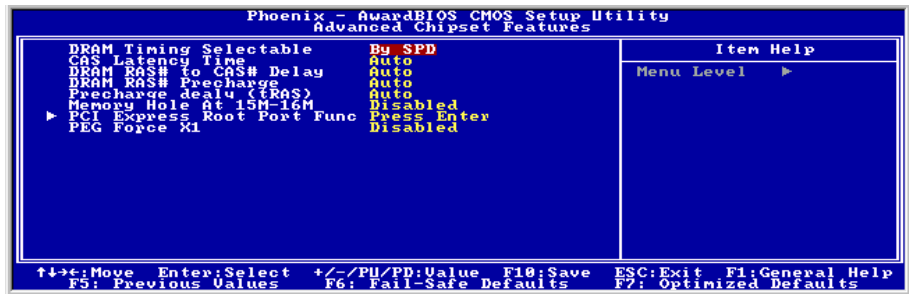 Phoenix - AwardBIOS CMOS Setup Utility
Advanced Chipset Features
DRAM Timing Selectable By SPD
CAS Latency Time Auto
DRAM RAS# to CAS# Delay Auto
DRAM RAS# Precharge Auto
Precharge dealy (tRAS) Auto
Memory Hole At 15M-16M Disabled
► PCI Express Root Port Func Press Enter
PEG Force X1 Disabled
Item Help
Menu Level ►
↑↓→←:Move Enter:Select +/-/PU/PD:Value F10:Save ESC:Exit F1:General Help
F5: Previous Values F6: Fail-Safe Defaults F7: Optimized Defaults